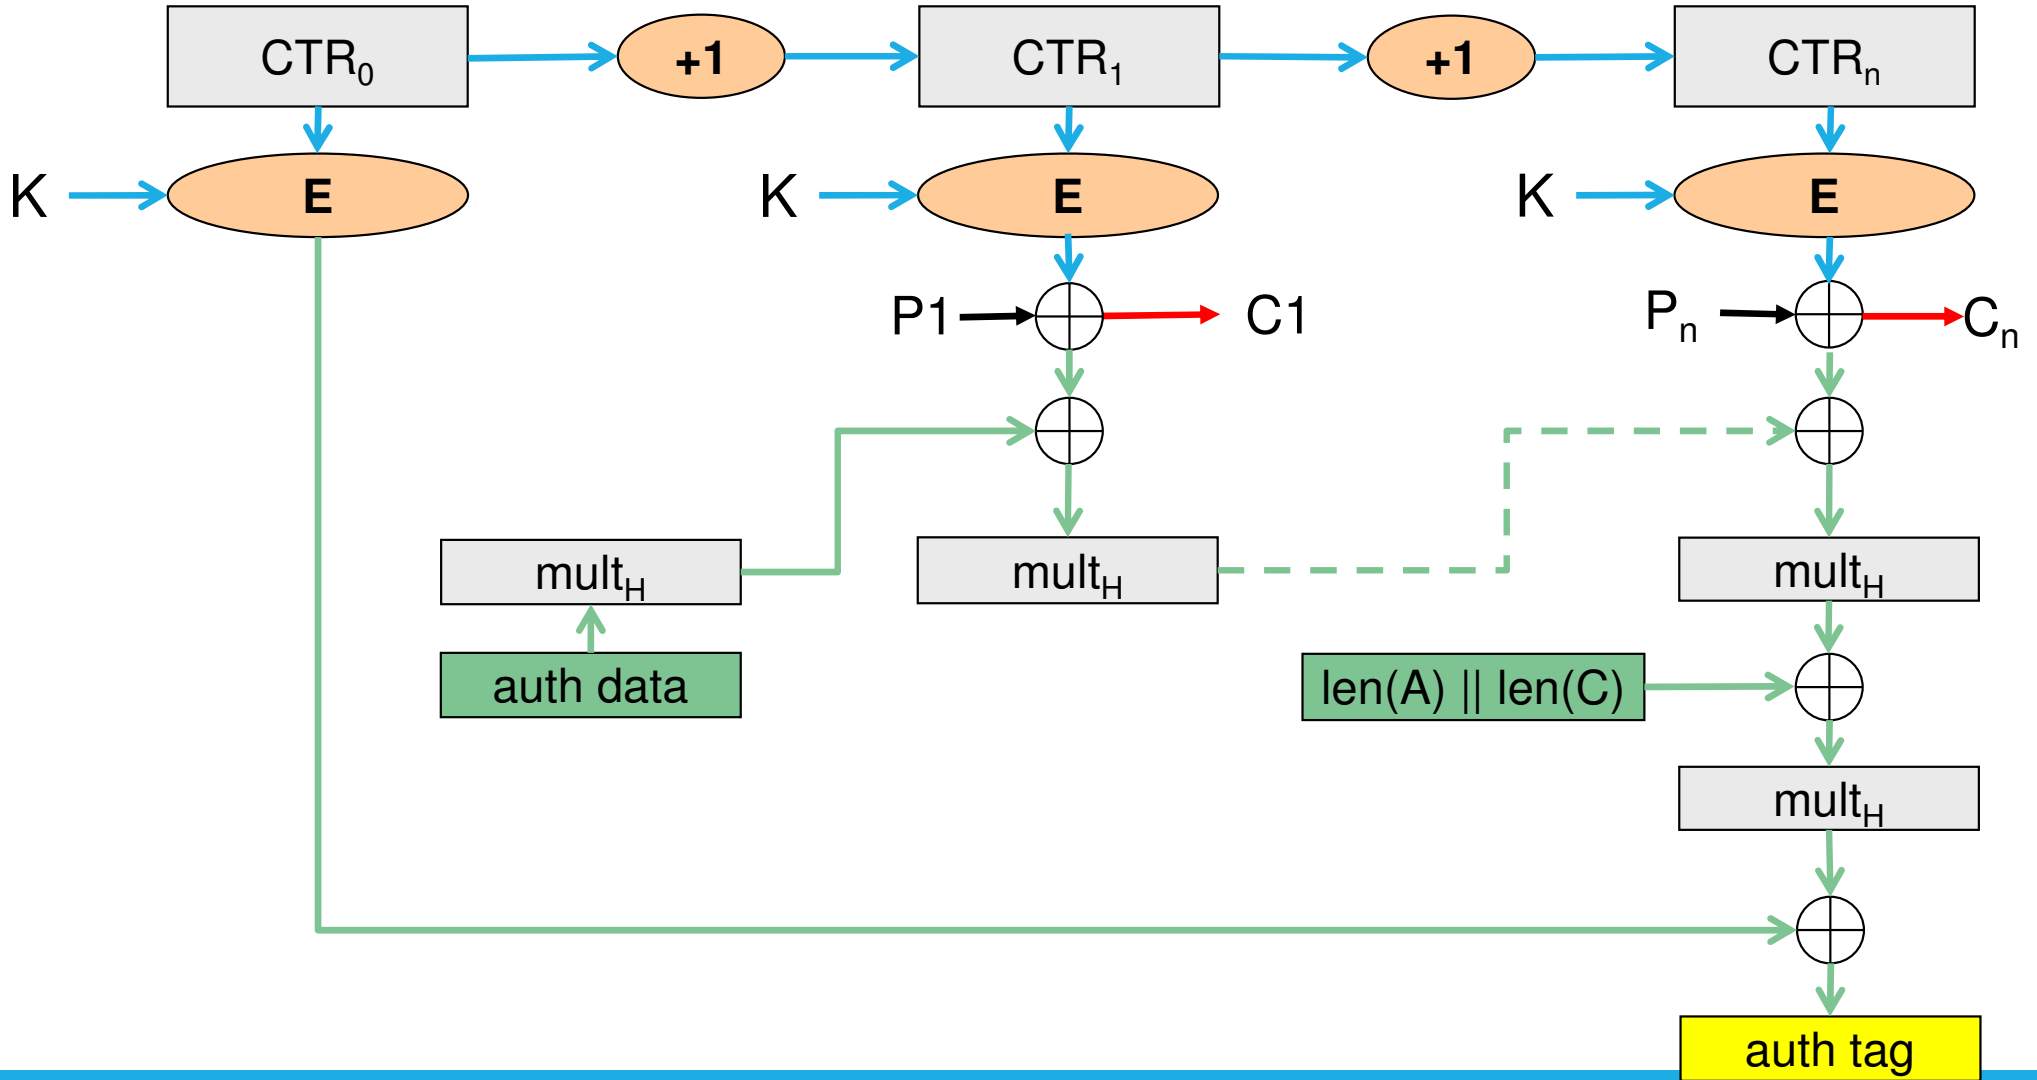 CTR0 +1 CTR1 +1 CTRn
K E K E K E
P1 C1 Pn Cn
multH multH multH
auth data len(A) || len(C)
multH
auth tag